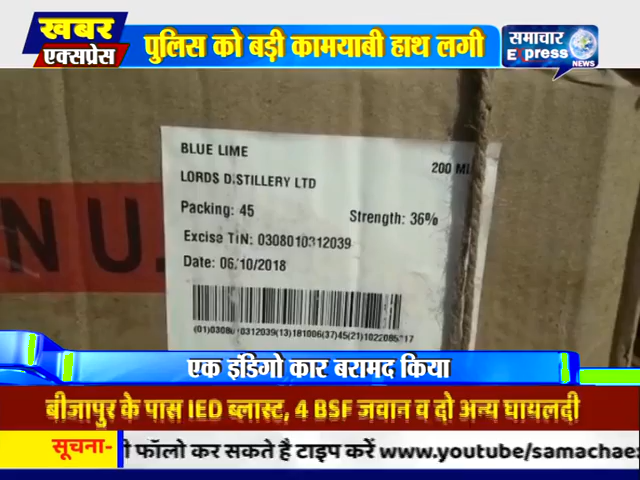 खबर
एक्सप्रेस
पुलिस को बड़ी कामयाबी हाथ लगी
समाचार
Express
NEWS
BLUE LIME
200 Ml
LORDS DISTILLERY LTD
Packing: 45
Strength: 36%
Excise TIN: 0308010312039
Date: 06/10/2018
N U.
एक इंडिगो कार बरामद किया
बीजापुर के पास IED ब्लास्ट, 4 BSF जवान व दो अन्य घायलदी
सूचना-
फॉलो कर सकते है टाइप करें www.youtube/samachaex